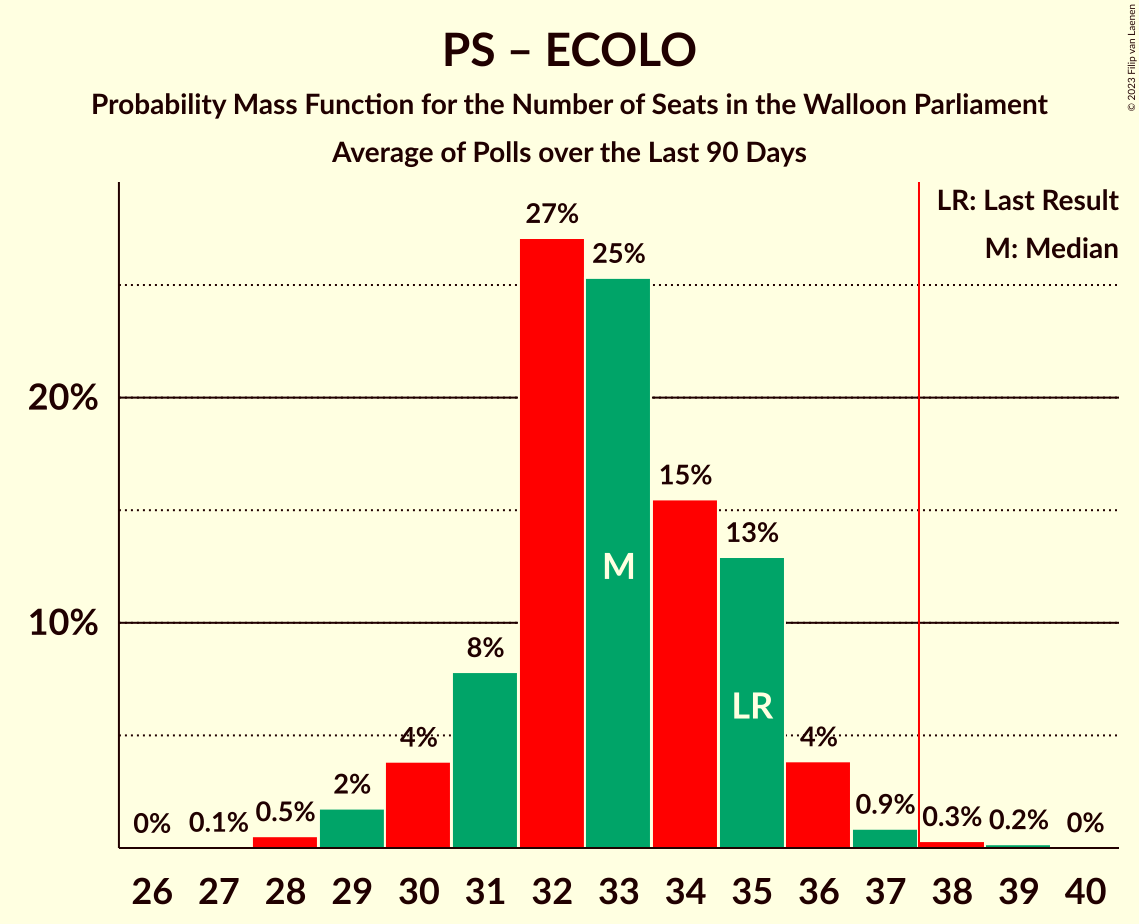 PS – ECOLO
Probability Mass Function for the Number of Seats in the Walloon Parliament
Average of Polls over the Last 90 Days
© 2023 Filip van Laenen
LR: Last Result
M: Median
20%
10%
0%
0.1%
0.5%
2%
4%
8%
27%
25%
15%
13%
4%
0.9%
0.3%
0.2%
0%
M
LR
26 27 28 29 30 31 32 33 34 35 36 37 38 39 40